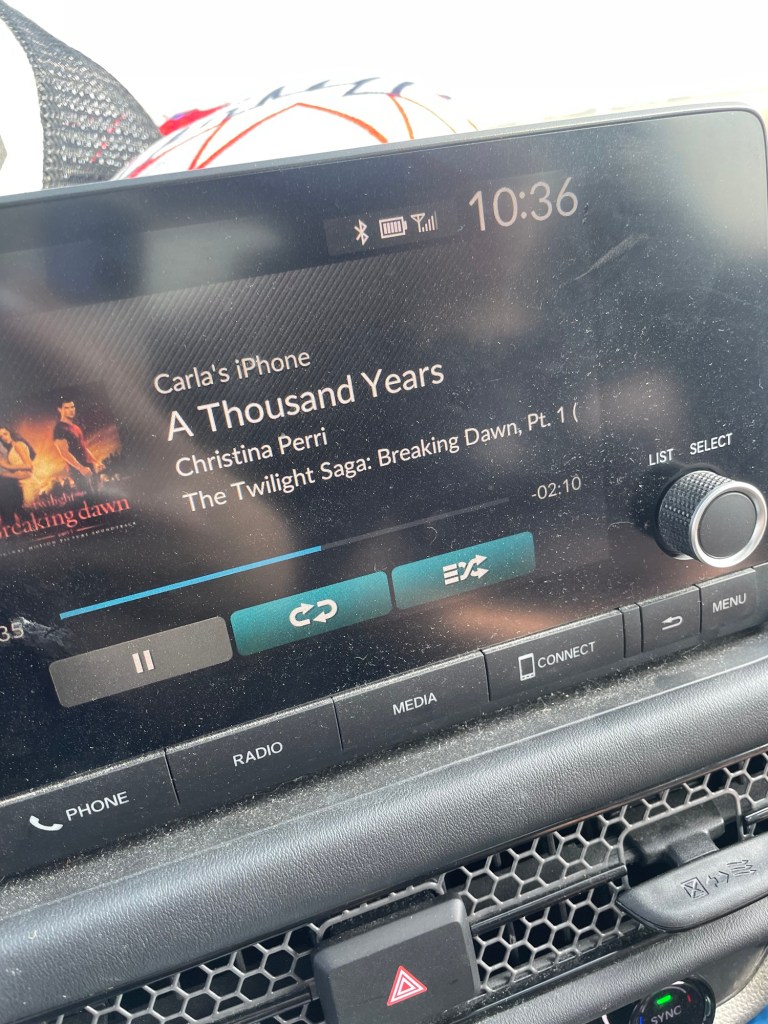 10:36
Carla's iPhone
A Thousand Years
Christina Perri
The Twilight Saga: Breaking Dawn, Pt. 1 (
breaking dawn
-02:10
35
LIST SELECT
PHONE
RADIO
MEDIA
CONNECT
MENU
SYNC